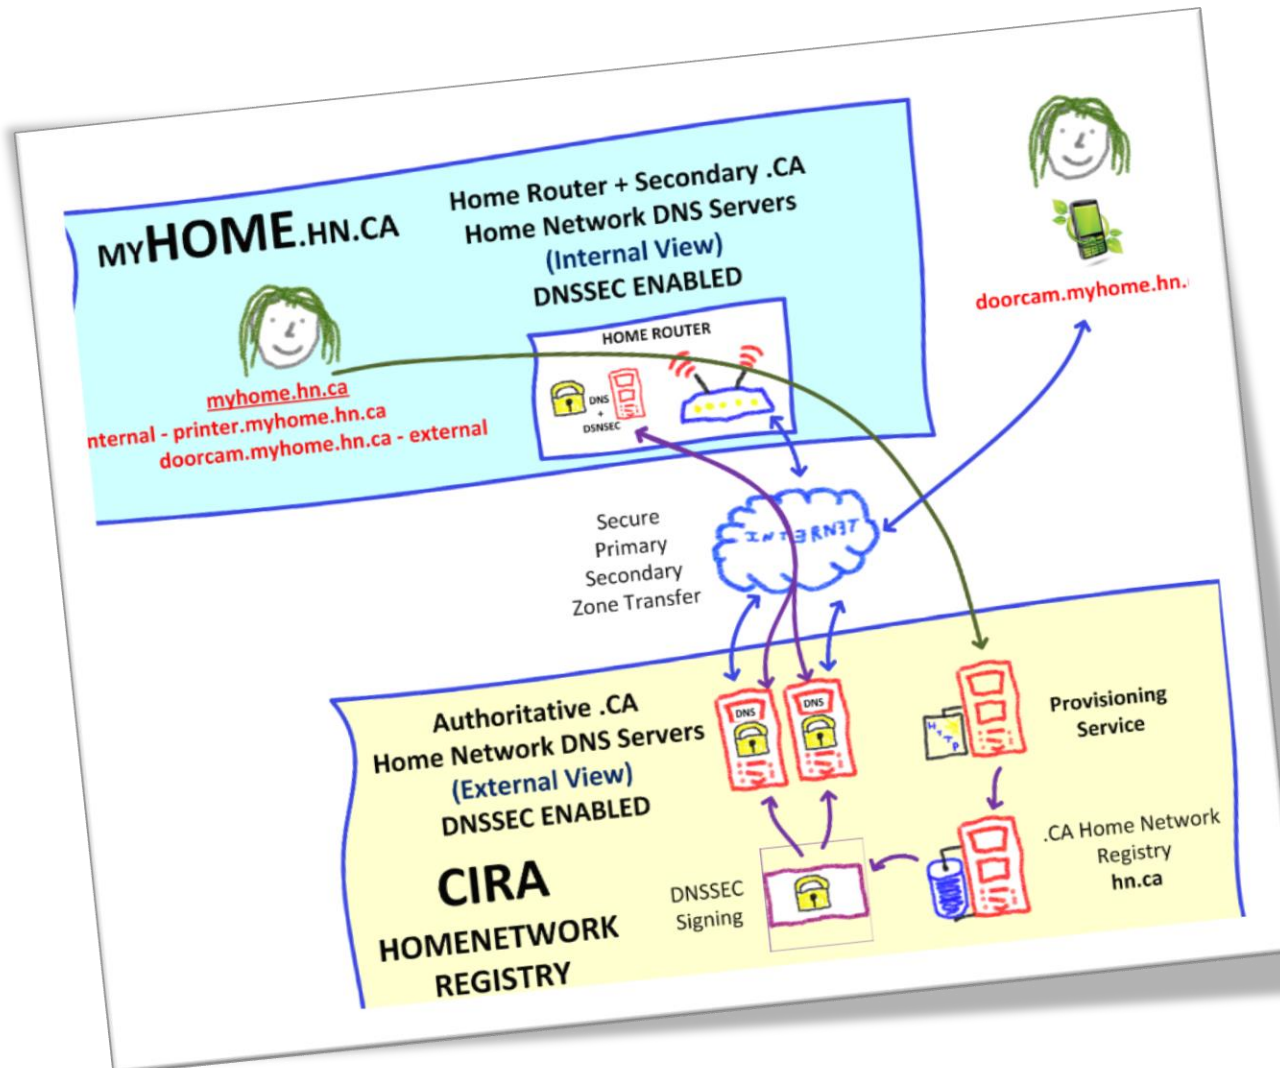 MYHOME.HN.CA
Home Router + Secondary .CA
Home Network DNS Servers
(Internal View)
DNSSEC ENABLED
HOME ROUTER
DNS
+
DSNSEC
myhome.hn.ca
nternal - printer.myhome.hn.ca
doorcam.myhome.hn.ca - external
doorcam.myhome.hn.
INTERNET
Secure
Primary
Secondary
Zone Transfer
Authoritative .CA
Home Network DNS Servers
(External View)
DNSSEC ENABLED
DNS
DNS
HTTP
Provisioning
Service
.CA Home Network
Registry
hn.ca
DNSSEC
Signing
CIRA
HOMENETWORK
REGISTRY